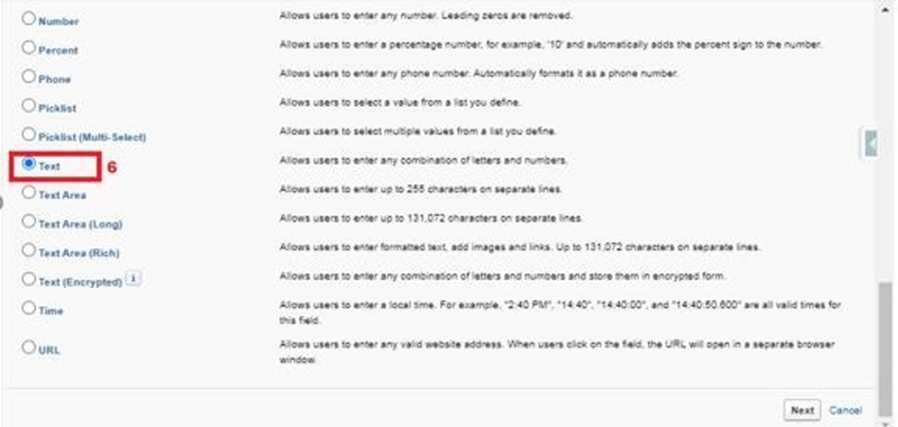 Number Allows users to enter any number. Leading zeros are removed.
Percent Allows users to enter a percentage number, for example, '10' and automatically adds the percent sign to the number.
Phone Allows users to enter any phone number. Automatically formats it as a phone number.
Picklist Allows users to select a value from a list you define.
Picklist (Multi-Select) Allows users to select multiple values from a list you define.
Text 6 Allows users to enter any combination of letters and numbers.
Text Area Allows users to enter up to 255 characters on separate lines.
Text Area (Long) Allows users to enter up to 131,072 characters on separate lines.
Text Area (Rich) Allows users to enter formatted text, add images and links. Up to 131,072 characters on separate lines.
Text (Encrypted) i Allows users to enter any combination of letters and numbers and store them in encrypted form.
Time Allows users to enter a local time. For example, "2:40 PM", "14:40", "14:40:00", and "14:40:50.600" are all valid times for
this field.
URL Allows users to enter any valid website address. When users click on the field, the URL will open in a separate browser
window.
Next Cancel